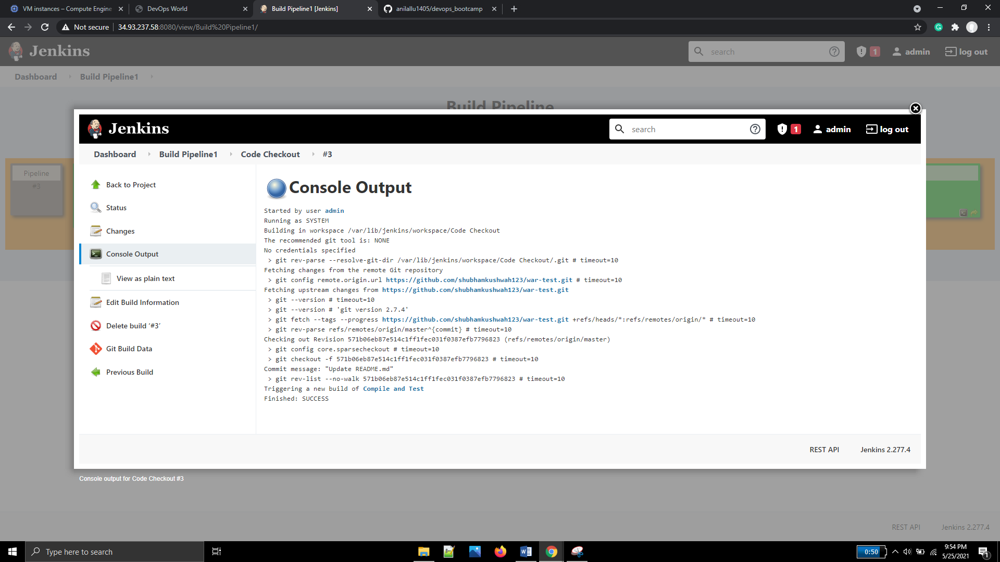 VM instances – Compute Engine
DevOps World
Build Pipeline1 [Jenkins]
anilallu1405/devops_bootcamp
Not secure
34.93.237.58:8080/view/Build%20Pipeline1/
Jenkins
search
1
admin
log out
Dashboard
Build Pipeline1
Build Pipeline
Pipeline
#3
Jenkins
search
1
admin
log out
Dashboard
Build Pipeline1
Code Checkout
#3
Back to Project
Status
Changes
Console Output
View as plain text
Edit Build Information
Delete build ‘#3’
Git Build Data
Previous Build
Console Output
Started by user admin
Running as SYSTEM
Building in workspace /var/lib/jenkins/workspace/Code Checkout
The recommended git tool is: NONE
No credentials specified
> git rev-parse --resolve-git-dir /var/lib/jenkins/workspace/Code Checkout/.git # timeout=10
Fetching changes from the remote Git repository
> git config remote.origin.url https://github.com/shubhamkushwah123/war-test.git # timeout=10
Fetching upstream changes from https://github.com/shubhamkushwah123/war-test.git
> git --version # timeout=10
> git --version # 'git version 2.7.4'
> git fetch --tags --progress https://github.com/shubhamkushwah123/war-test.git +refs/heads/*:refs/remotes/origin/* # timeout=10
> git rev-parse refs/remotes/origin/master^{commit} # timeout=10
Checking out Revision 571b06eb87e514c1ff1fec031f0387efb7796823 (refs/remotes/origin/master)
> git config core.sparsecheckout # timeout=10
> git checkout -f 571b06eb87e514c1ff1fec031f0387efb7796823 # timeout=10
Commit message: "Update README.md"
> git rev-list --no-walk 571b06eb87e514c1ff1fec031f0387efb7796823 # timeout=10
Triggering a new build of Compile and Test
Finished: SUCCESS
REST API
Jenkins 2.277.4
Console output for Code Checkout #3
REST API
Jenkins 2.277.4
Type here to search
0:50
9:54 PM
5/25/2021
1